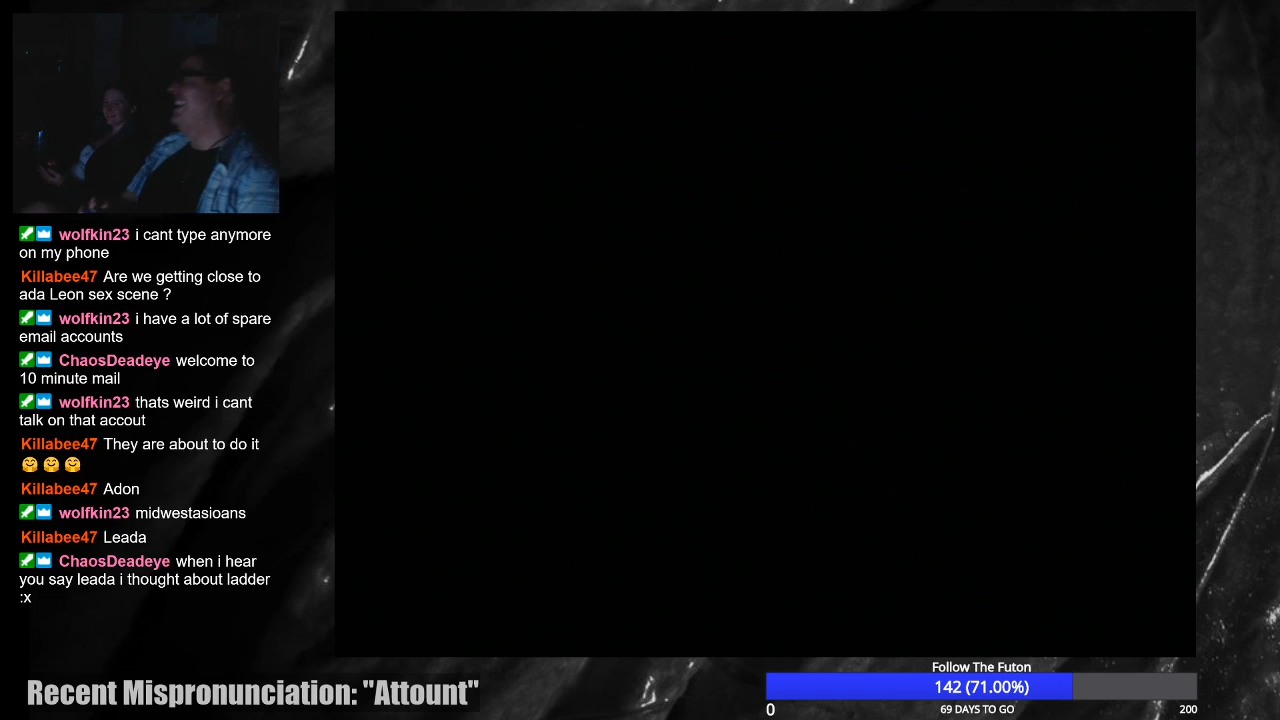 wolfkin23 i cant type anymore
on my phone
Killabee47 Are we getting close to
ada Leon sex scene ?
wolfkin23 i have a lot of spare
email accounts
ChaosDeadeye welcome to
10 minute mail
wolfkin23 thats weird i cant
talk on that accout
Killabee47 They are about to do it
🤗 🤗 🤗
Killabee47 Adon
wolfkin23 midwestasioans
Killabee47 Leada
ChaosDeadeye when i hear
you say leada i thought about ladder
:x
Recent Mispronunciation: "Attount"
Follow The Futon
142 (71.00%)
0 69 DAYS TO GO 200